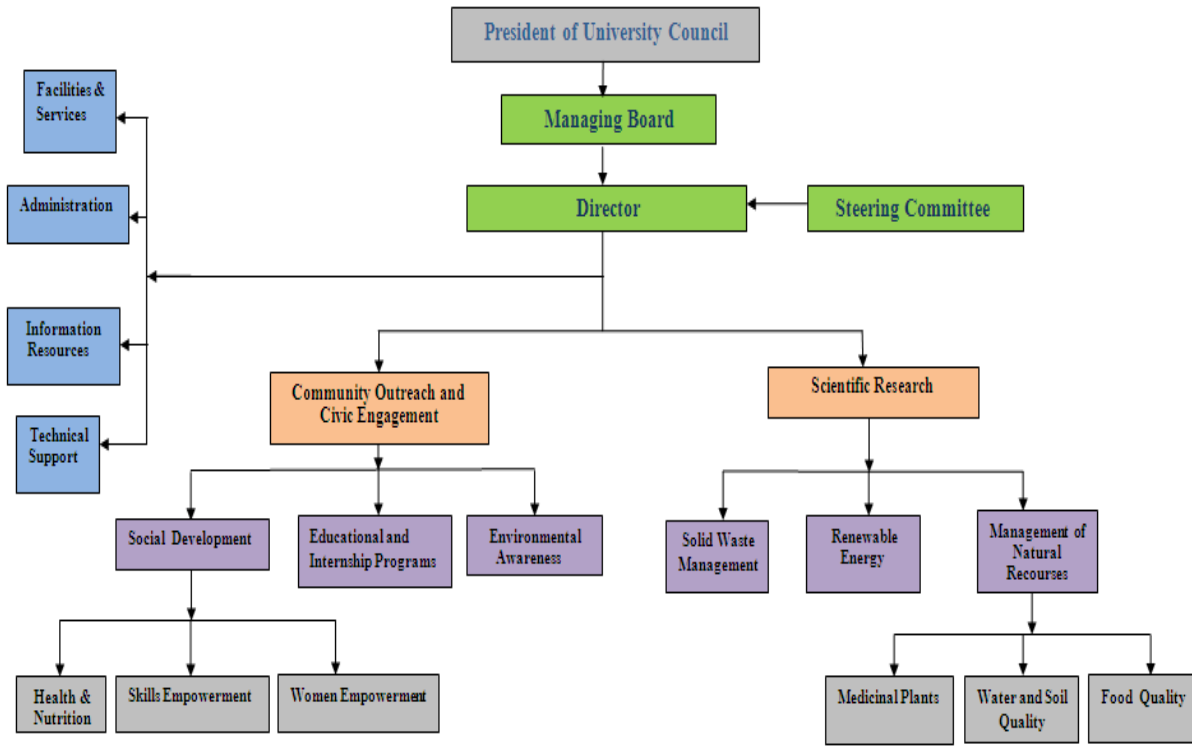 President of University Council
Managing Board
Director
Steering Committee
Facilities &
Services
Administration
Information
Resources
Technical
Support
Community Outreach and
Civic Engagement
Scientific Research
Social Development
Educational and
Internship Programs
Environmental
Awareness
Solid Waste
Management
Renewable
Energy
Management of
Natural
Recourses
Health &
Nutrition
Skills Empowerment
Women Empowerment
Medicinal Plants
Water and Soil
Quality
Food Quality